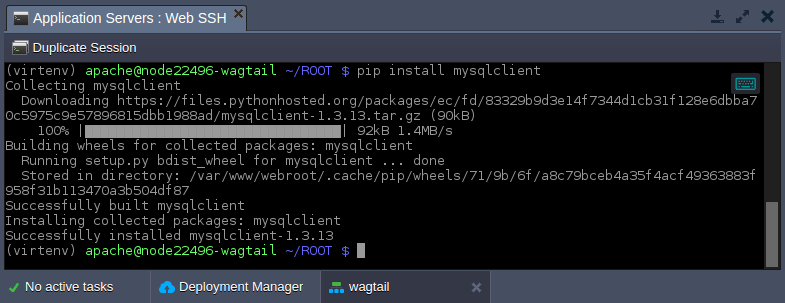 Application Servers : Web SSH
Duplicate Session
(virtenv) apache@node22496-wagtail ~/ROOT $ pip install mysqlclient
Collecting mysqlclient
  Downloading https://files.pythonhosted.org/packages/ec/fd/83329b9d3e14f7344d1cb31f128e6dbba7
0c5975c9e57896815dbb1988ad/mysqlclient-1.3.13.tar.gz (90kB)
    100% |████████████████████████████████| 92kB 1.4MB/s
Building wheels for collected packages: mysqlclient
  Running setup.py bdist_wheel for mysqlclient ... done
  Stored in directory: /var/www/webroot/.cache/pip/wheels/71/9b/6f/a8c79bceb4a35f4acf49363883f
958f31b113470a3b504df87
Successfully built mysqlclient
Installing collected packages: mysqlclient
Successfully installed mysqlclient-1.3.13
(virtenv) apache@node22496-wagtail ~/ROOT $
No active tasks
Deployment Manager
wagtail